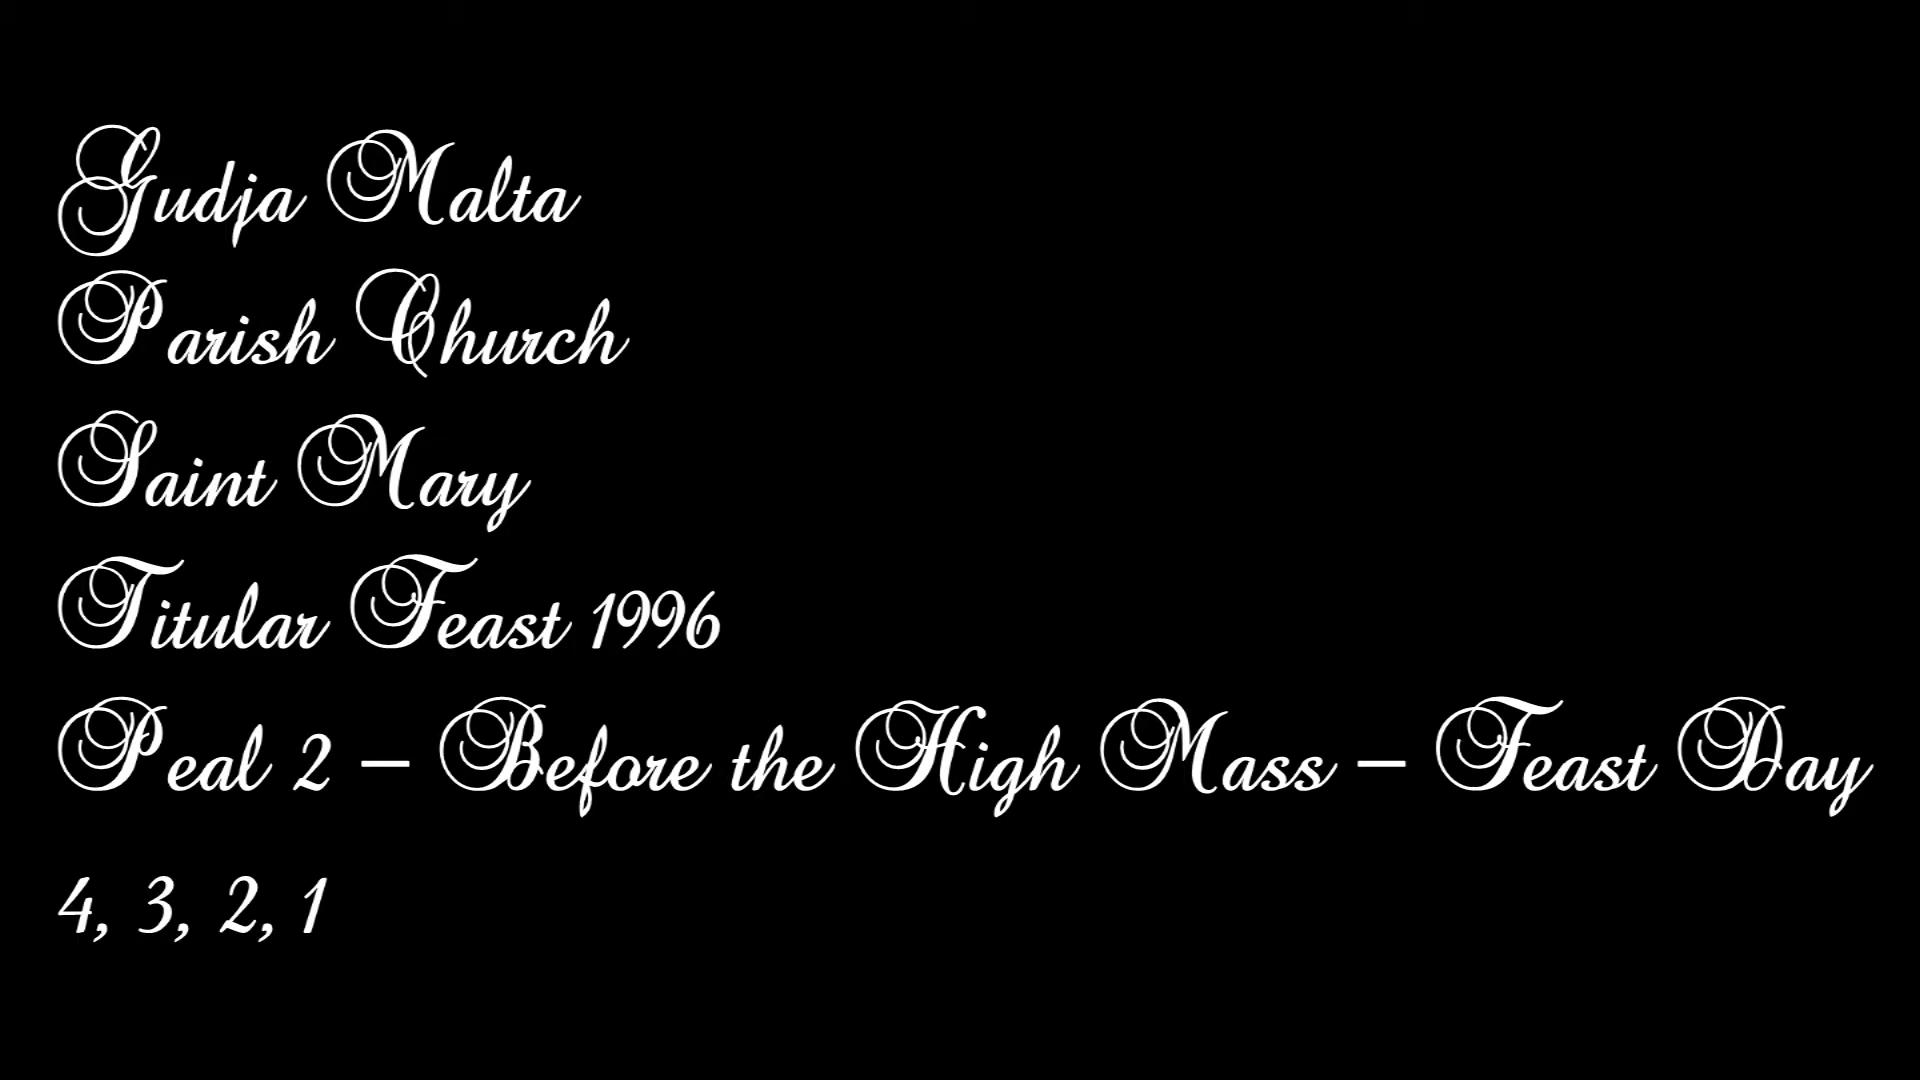 Gudja Malta
Parish Church
Saint Mary
Titular Feast 1996
Peal 2 – Before the High Mass – Feast Day
4, 3, 2, 1